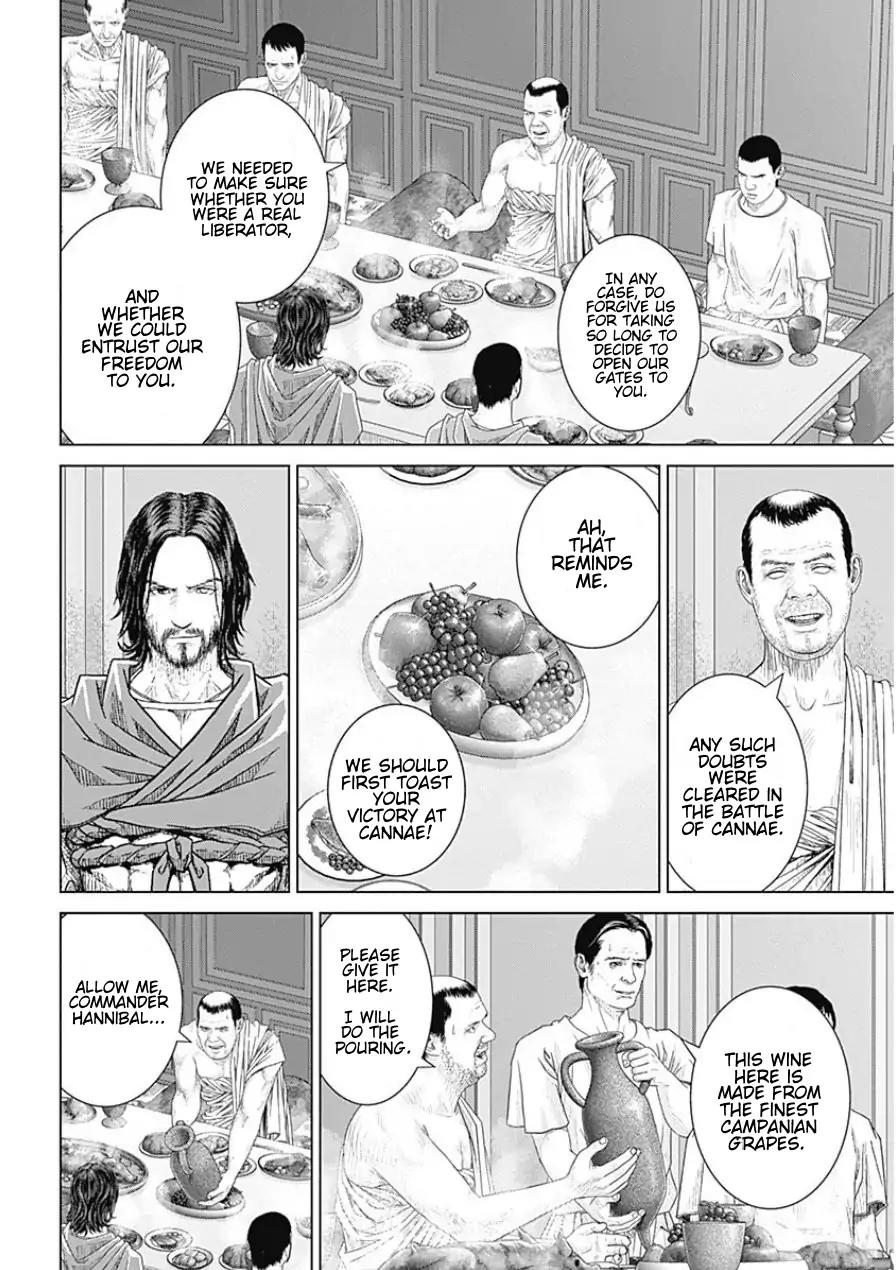 IN ANY
CASE, DO
FORGIVE US
FOR TAKING
SO LONG TO
DECIDE TO
OPEN OUR
GATES TO
YOU.
WE NEEDED
TO MAKE SURE
WHETHER YOU
WERE A REAL
LIBERATOR,
AND
WHETHER
WE COULD
ENTRUST OUR
FREEDOM
TO YOU.
ANY SUCH
DOUBTS
WERE
CLEARED IN
THE BATTLE
OF CANNAE.
AH,
THAT
REMINDS
ME.
WE SHOULD
FIRST TOAST
YOUR
VICTORY AT
CANNAE!
THIS WINE
HERE IS
MADE FROM
THE FINEST
CAMPANIAN
GRAPES.
PLEASE
GIVE IT
HERE.
I WILL
DO THE
POURING.
ALLOW ME,
COMMANDER
HANNIBAL...